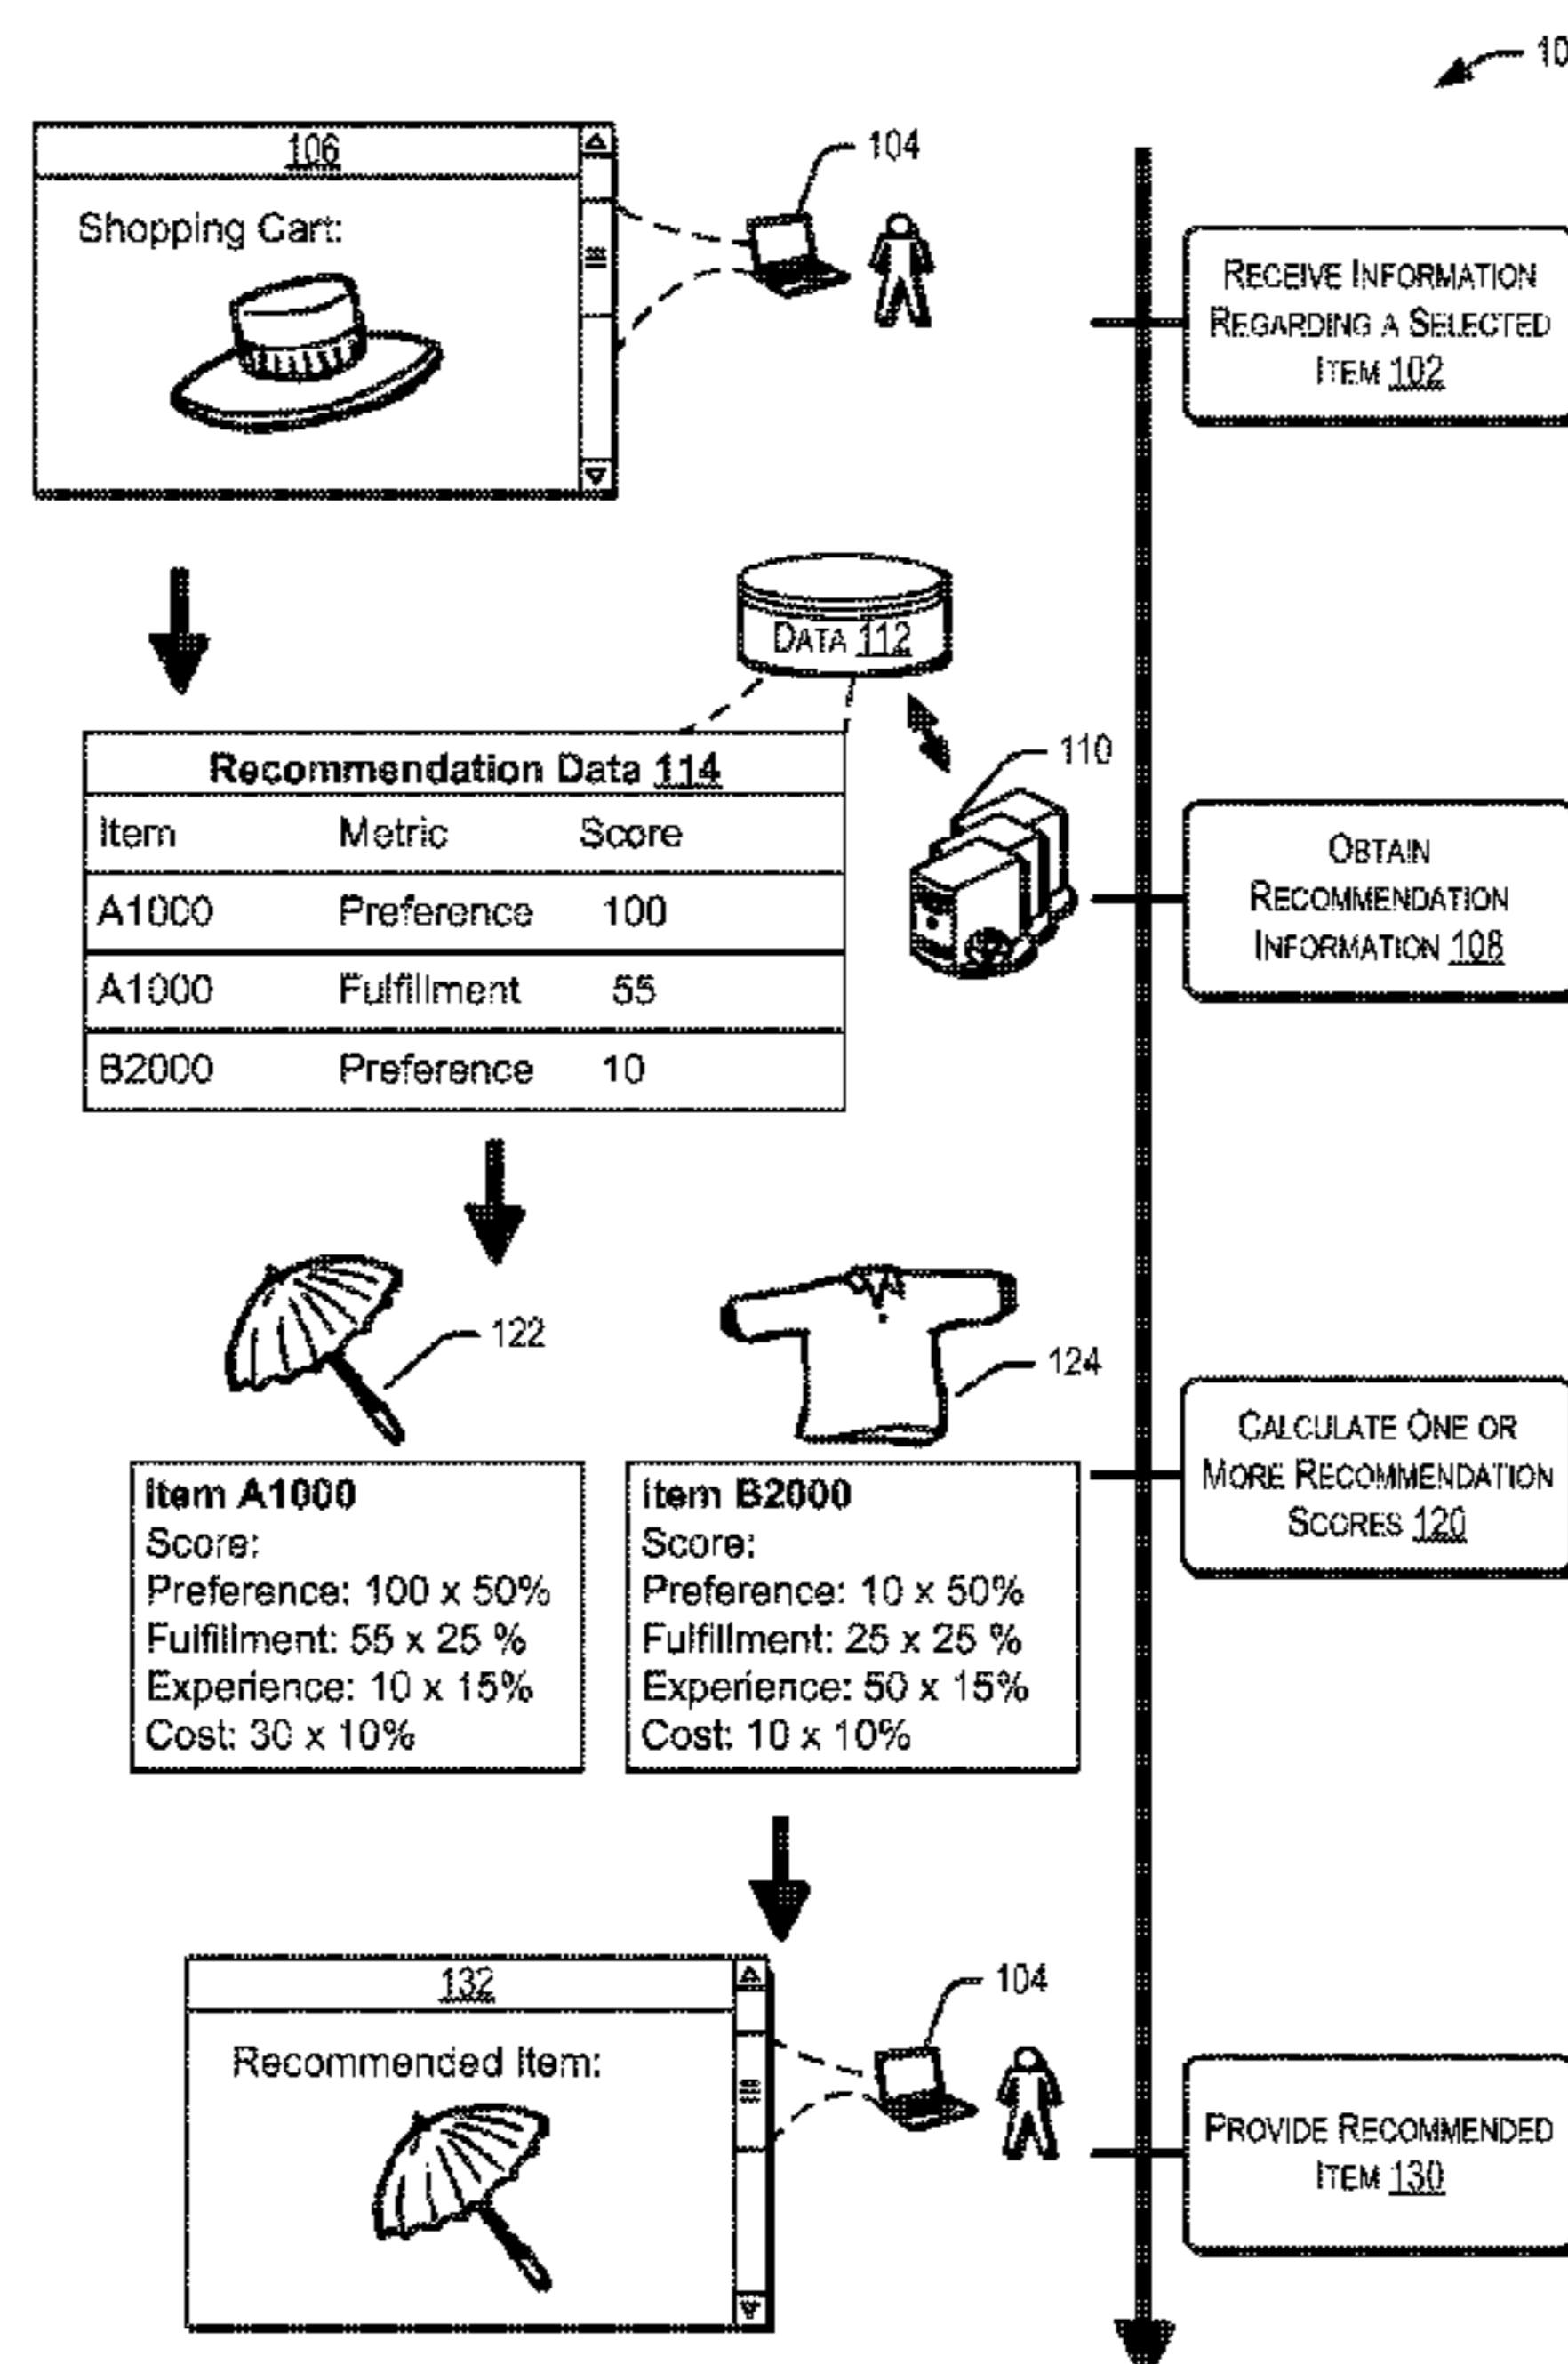 10
106
Shopping Cart:
104
RECEIVE INFORMATION
REGARDING A SELECTED
ITEM 102
DATA 112
110
Recommendation Data 114
Item Metric Score
A1000 Preference 100
A1000 Fulfillment 55
B2000 Preference 10
OBTAIN
RECOMMENDATION
INFORMATION 108
122
124
Item A1000
Score:
Preference: 100 x 50%
Fulfillment: 55 x 25 %
Experience: 10 x 15%
Cost: 30 x 10%
Item B2000
Score:
Preference: 10 x 50%
Fulfillment: 25 x 25 %
Experience: 50 x 15%
Cost: 10 x 10%
CALCULATE ONE OR
MORE RECOMMENDATION
SCORES 120
132
Recommended Item:
104
PROVIDE RECOMMENDED
ITEM 130